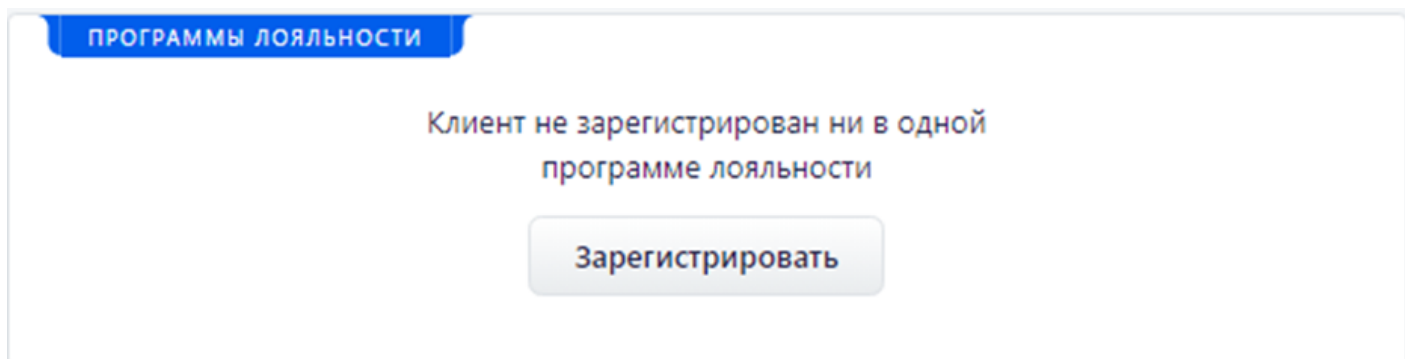 ПРОГРАММЫ ЛОЯЛЬНОСТИ
Клиент не зарегистрирован ни в одной
программе лояльности
Зарегистрировать